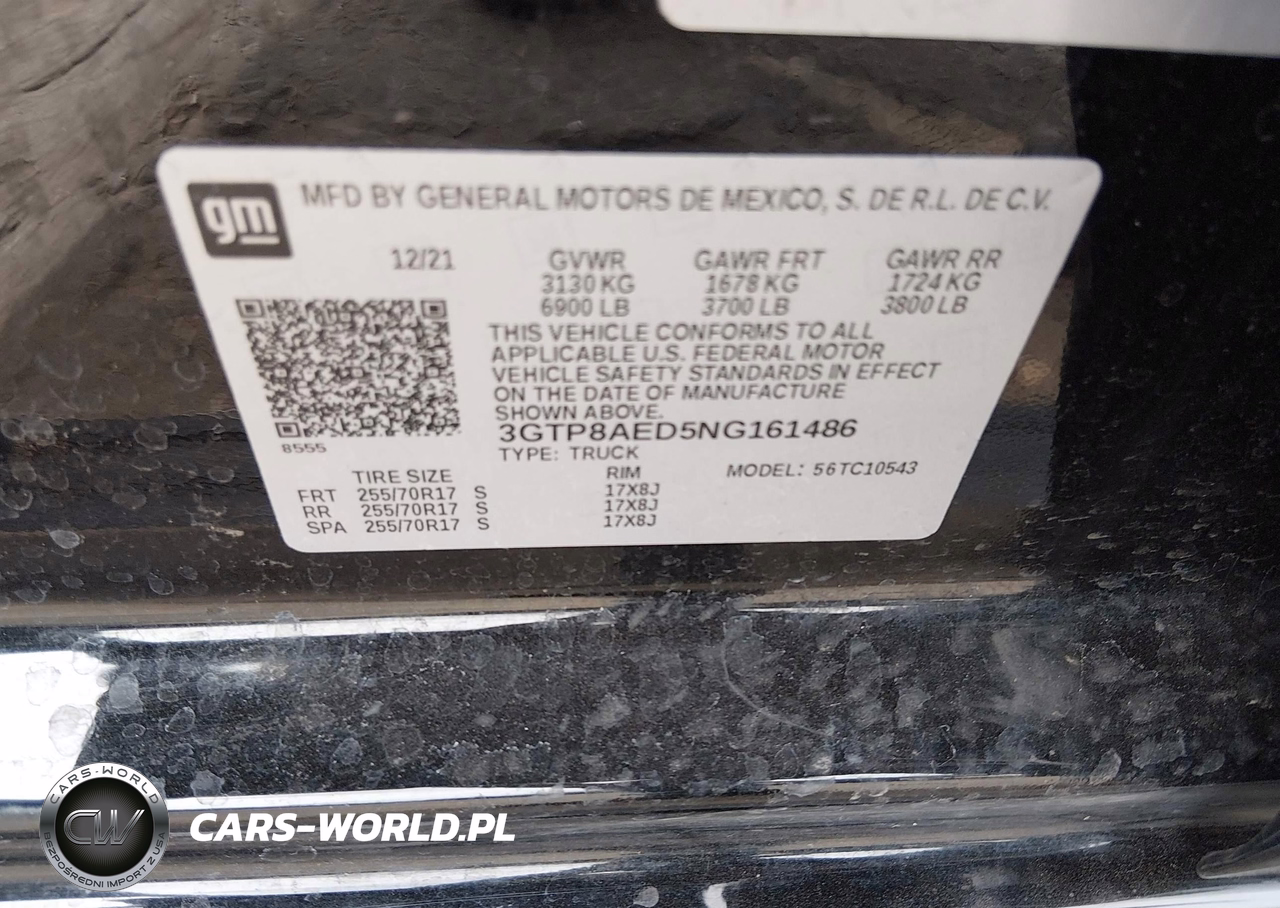 gm
MFD BY GENERAL MOTORS DE MEXICO, S. DE R.L. DE C.V.
12/21 GVWR GAWR FRT GAWR RR
3130 KG 1678 KG 1724 KG
6900 LB 3700 LB 3800 LB
THIS VEHICLE CONFORMS TO ALL
APPLICABLE U.S. FEDERAL MOTOR
VEHICLE SAFETY STANDARDS IN EFFECT
ON THE DATE OF MANUFACTURE
SHOWN ABOVE.
3GTP8AED5NG161486
8555
TYPE: TRUCK
TIRE SIZE RIM MODEL: 56TC10543
FRT 255/70R17 S 17X8J
RR 255/70R17 S 17X8J
SPA 255/70R17 S 17X8J
CARS-WORLD
CW
BEZPOŚREDNI IMPORT Z USA
CARS-WORLD.PL